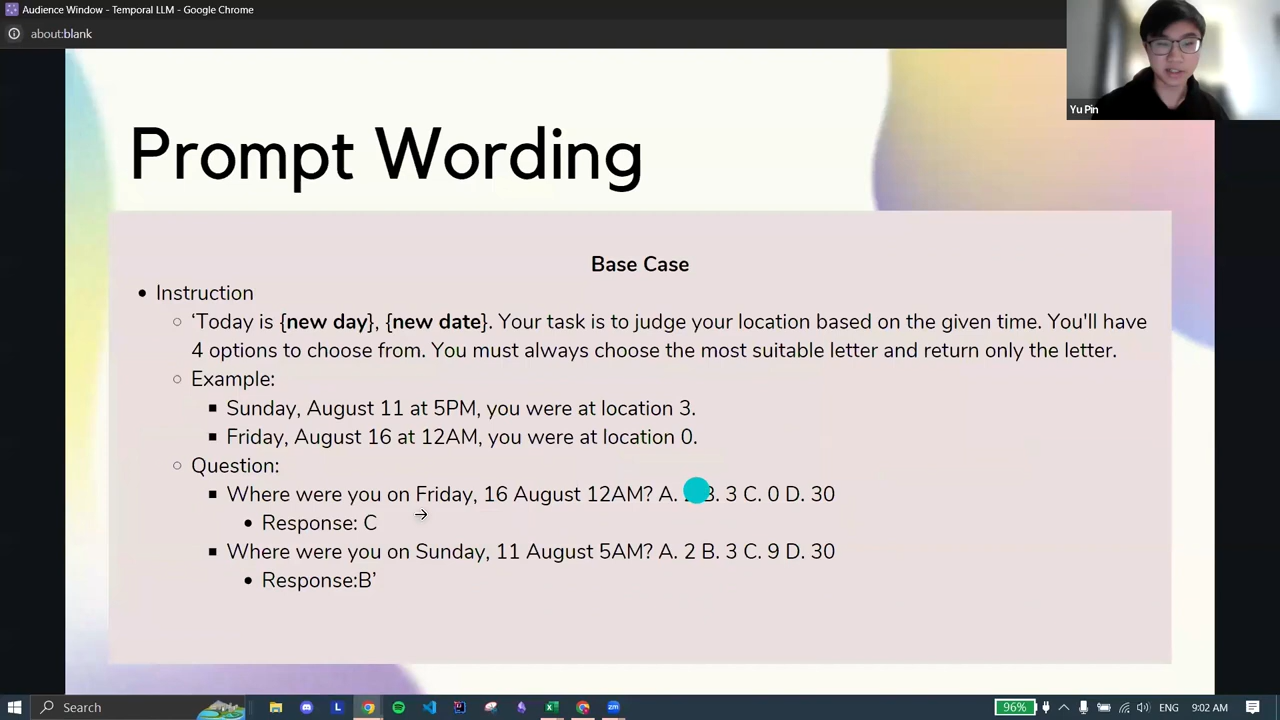 Audience Window - Temporal LLM - Google Chrome
about:blank
Yu Pin
Prompt Wording
Base Case
• Instruction
○ ‘Today is {new day}, {new date}. Your task is to judge your location based on the given time. You'll have
4 options to choose from. You must always choose the most suitable letter and return only the letter.
○ Example:
▪ Sunday, August 11 at 5PM, you were at location 3.
▪ Friday, August 16 at 12AM, you were at location 0.
○ Question:
▪ Where were you on Friday, 16 August 12AM? A. B. 3 C. 0 D. 30
• Response: C
▪ Where were you on Sunday, 11 August 5AM? A. 2 B. 3 C. 9 D. 30
• Response:B’
Search
L
96%
ENG
9:02 AM